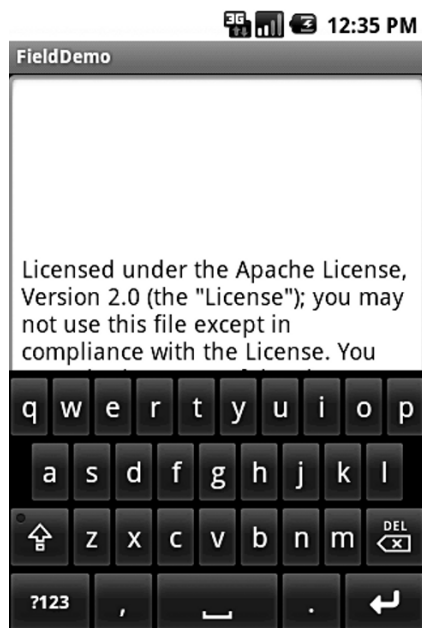 3G 12:35 PM
FieldDemo
Licensed under the Apache License,
Version 2.0 (the "License"); you may
not use this file except in
compliance with the License. You
q w e r t y u i o p
a s d f g h j k l
z x c v b n m DEL
?123 , .